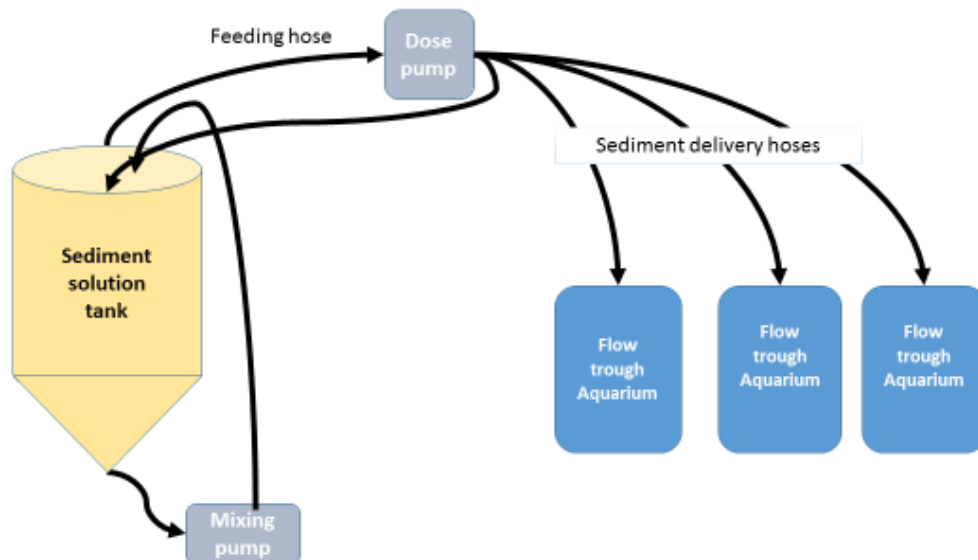 Feeding hose
Dose
pump
Sediment delivery hoses
Sediment
solution
tank
Flow
trough
Aquarium
Flow
trough
Aquarium
Flow
trough
Aquarium
Mixing
pump